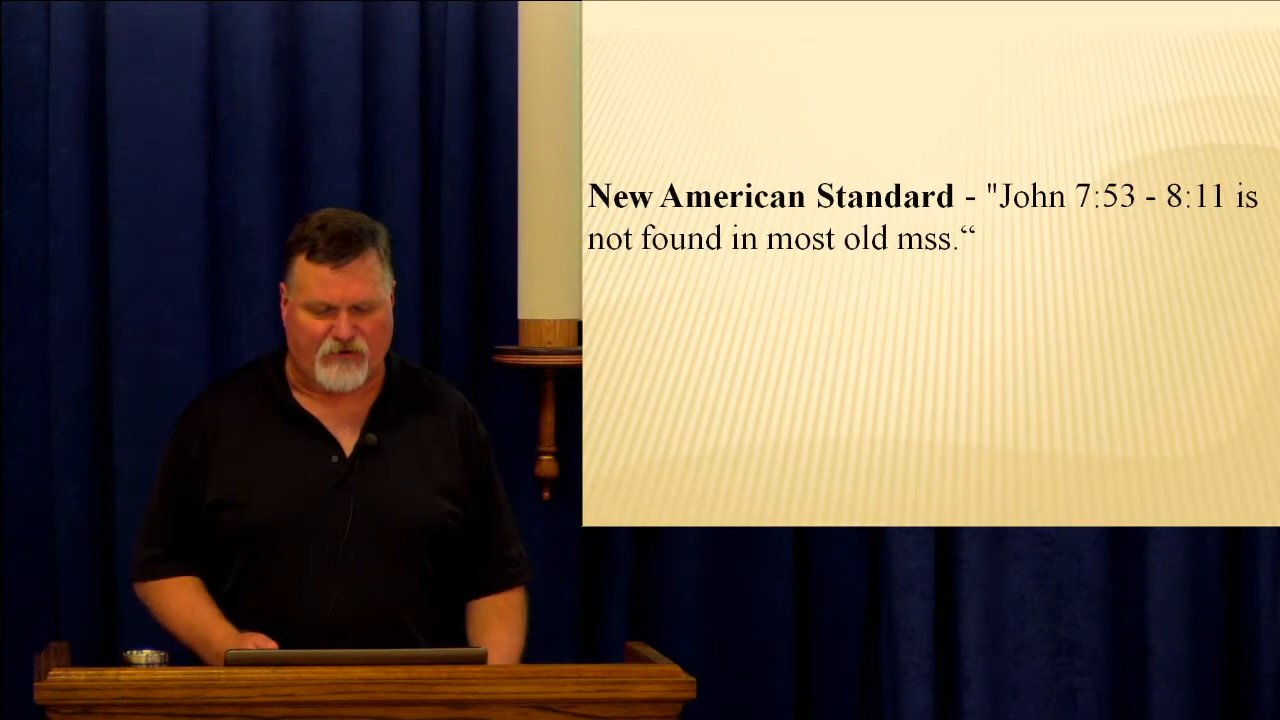 New American Standard - "John 7:53 - 8:11 is
not found in most old mss.“